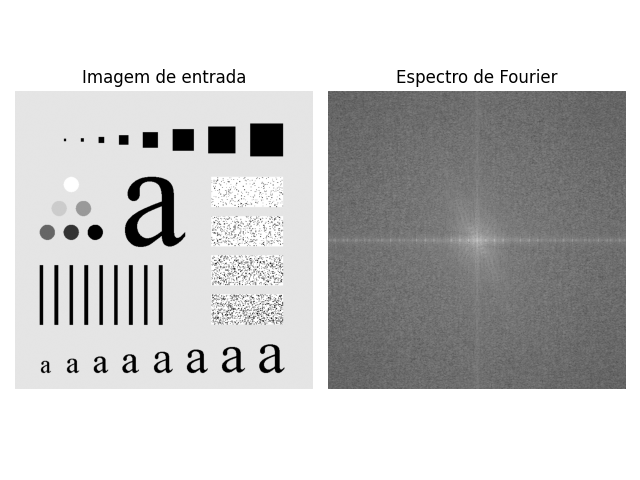 Imagem de entrada
Espectro de Fourier
a
a a a a a a a a